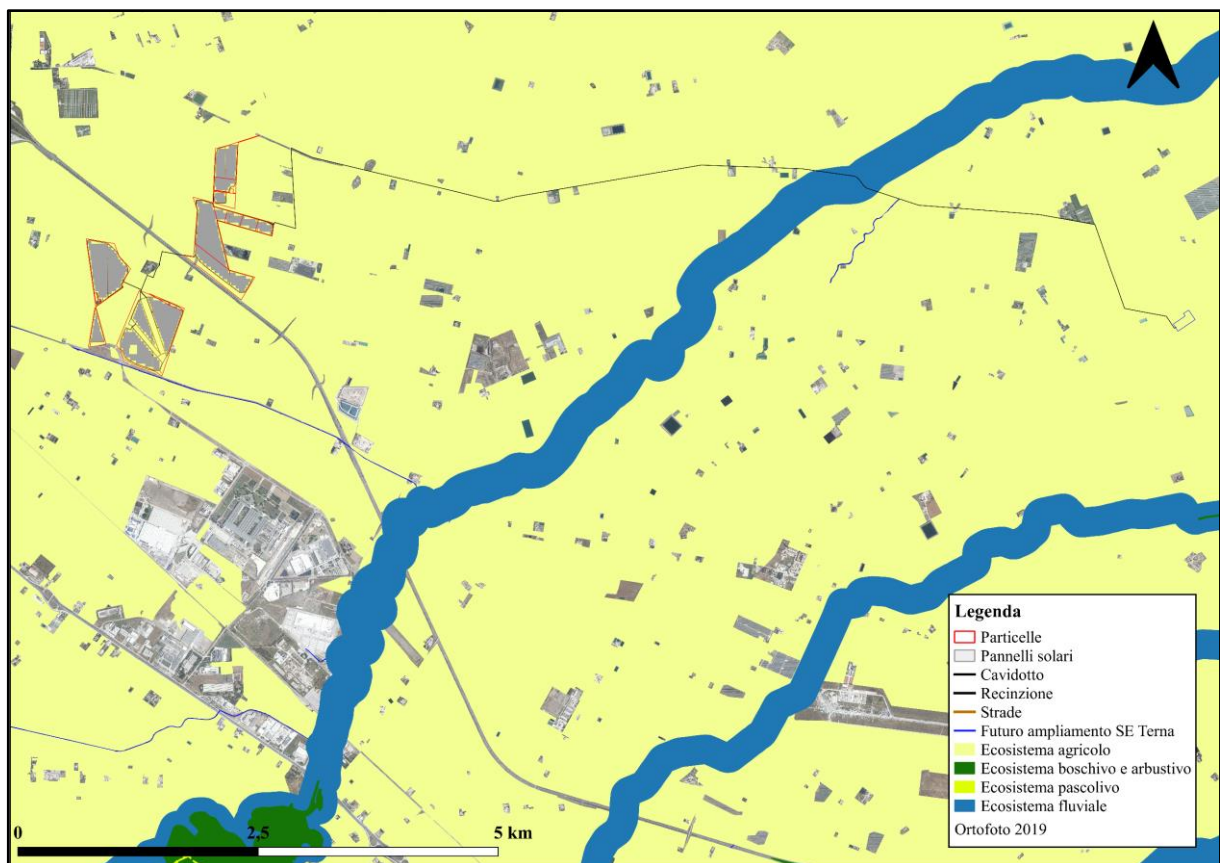 Legenda
Particelle
Pannelli solari
Cavidotto
Recinzione
Strade
Futuro ampliamento SE Terna
Ecosistema agricolo
Ecosistema boschivo e arbustivo
Ecosistema pascolivo
Ecosistema fluviale
Ortofoto 2019
0 2,5 5 km